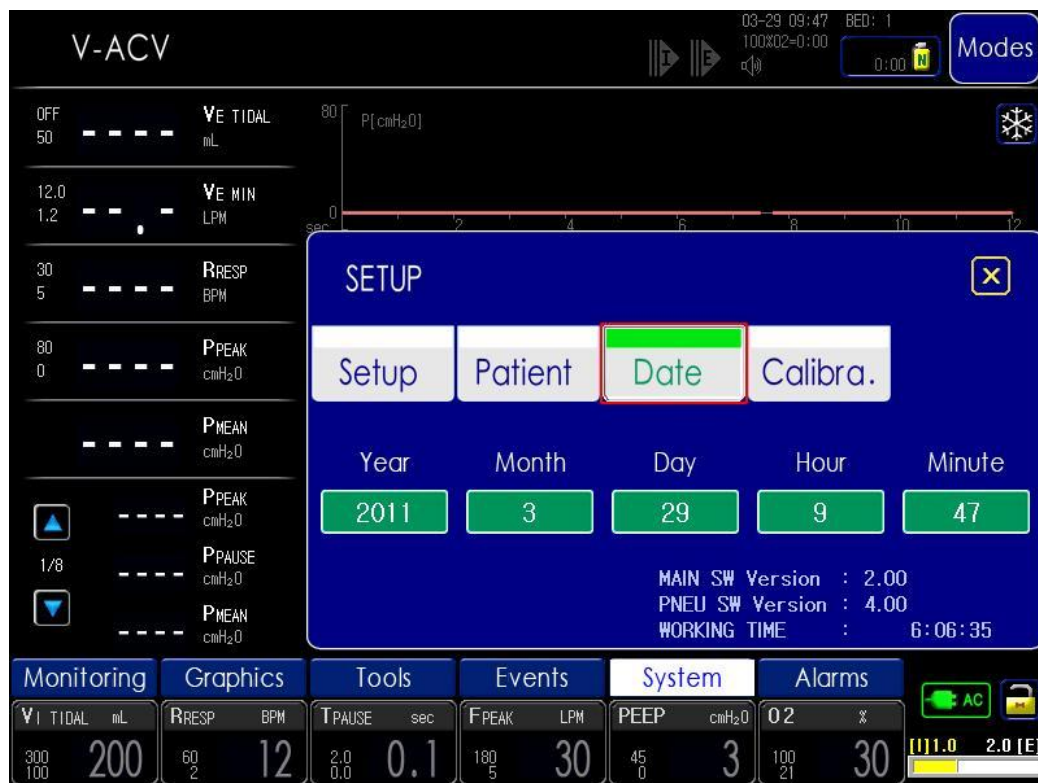 V-ACV
03-29 09:47 BED: 1
100%O2=0:00
I E
0:00 N
Modes
OFF
50 ---- VE TIDAL
mL
80 P[cmH2O]
12.0
1.2 --.- VE MIN
LPM
0
sec 2 4 6 8 10 12
30
5 ---- RRESP
BPM
80
0 ---- PPEAK
cmH2O
---- PMEAN
cmH2O
---- PPEAK
cmH2O
1/8
---- PPAUSE
cmH2O
---- PMEAN
cmH2O
SETUP X
Setup Patient Date Calibra.
Year Month Day Hour Minute
2011 3 29 9 47
MAIN SW Version : 2.00
PNEU SW Version : 4.00
WORKING TIME : 6:06:35
Monitoring Graphics Tools Events System Alarms
VI TIDAL mL RRESP BPM TPAUSE sec FPEAK LPM PEEP cmH2O O2 %
300
100 200 60
2 12 2.0
0.0 0.1 180
5 30 45
0 3 100
21 30
AC
[I]1.0 2.0 [E]